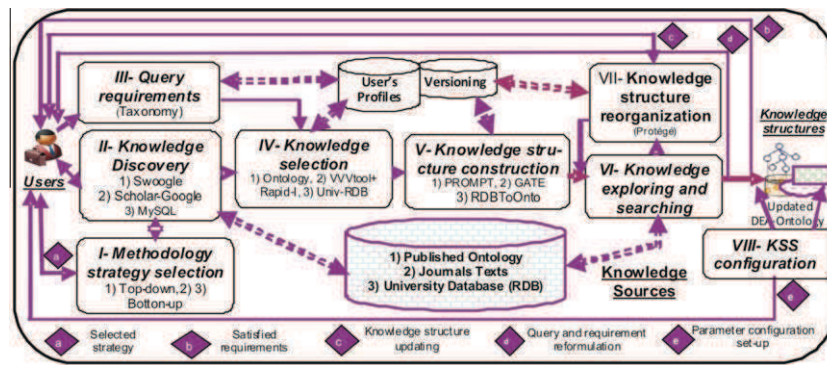 b
c
d
III- Query
requirements
(Taxonomy)
User's
Profiles
Versioning
VII- Knowledge
structure
reorganization
(Protégé)
Knowledge
structures
Users
II- Knowledge
Discovery
1) Swoogle
2) Scholar-Google
3) MySQL
IV- Knowledge
selection
1) Ontology, 2) VVVtool+
Rapid-I, 3) Univ-RDB
V- Knowledge stru-
cture construction
1) PROMPT, 2) GATE
3) RDBToOnto
VI- Knowledge
exploring and
searching
Updated
DEA-Ontology
a
I- Methodology
strategy selection
1) Top-down, 2) 3)
Botton-up
1) Published Ontology
2) Journals Texts
3) University Database (RDB)
Knowledge
Sources
VIII- KSS
configuration
e
a
Selected
strategy
b
Satisfied
requirements
c
Knowledge structure
updating
d
Query and requirement
reformulation
e
Parameter configuration
set-up